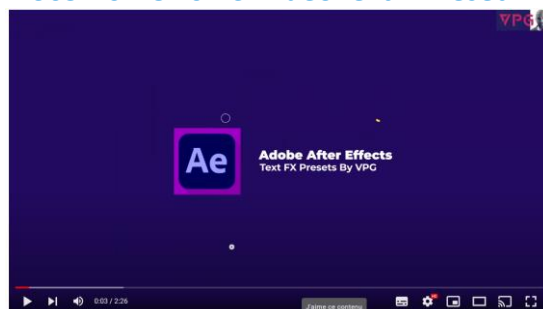 VPG
Ae
Adobe After Effects
Text FX Presets By VPG
0:03 / 2:26
J'aime ce contenu